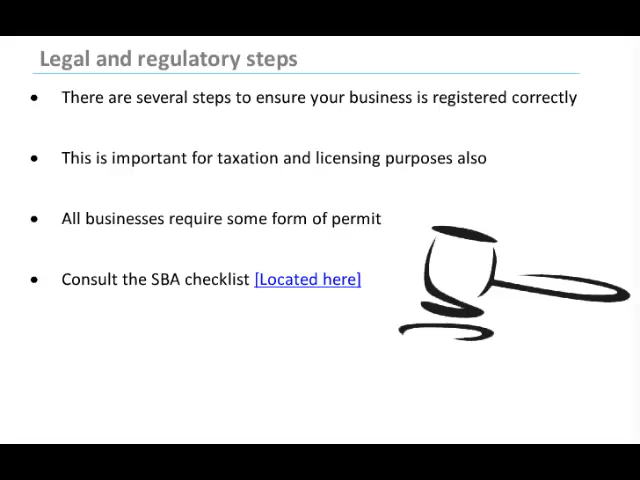 Legal and regulatory steps
• There are several steps to ensure your business is registered correctly
• This is important for taxation and licensing purposes also
• All businesses require some form of permit
• Consult the SBA checklist [Located here]